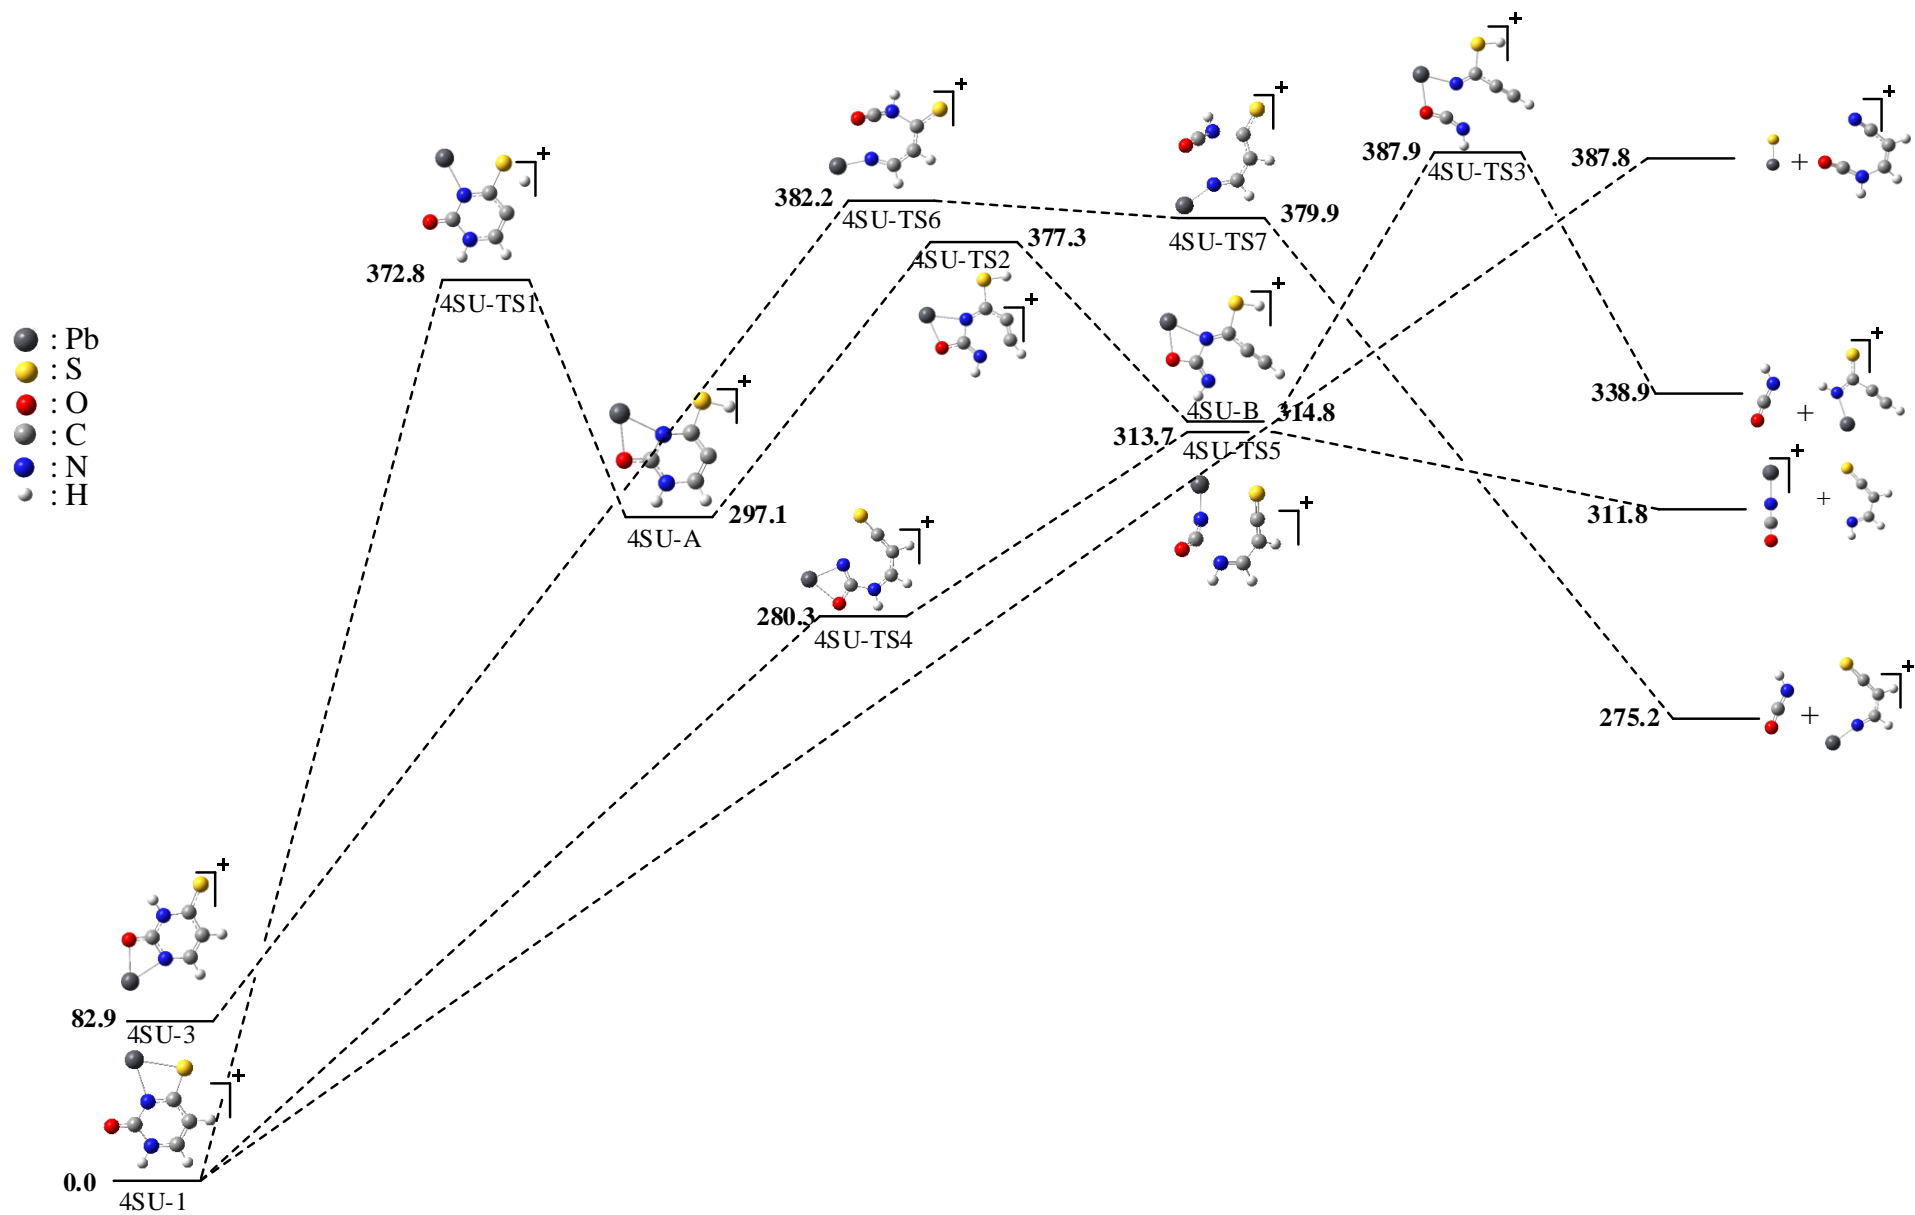 387.9
4SU-TS3
387.8
+
382.2
4SU-TS6
379.9
4SU-TS7
377.3
4SU-TS2
372.8
4SU-TS1
: Pb
: S
: O
: C
: N
: H
338.9
+
4SU-B
314.8
313.7
4SU-TS5
311.8
+
297.1
4SU-A
280.3
4SU-TS4
275.2
+
82.9
4SU-3
0.0
4SU-1